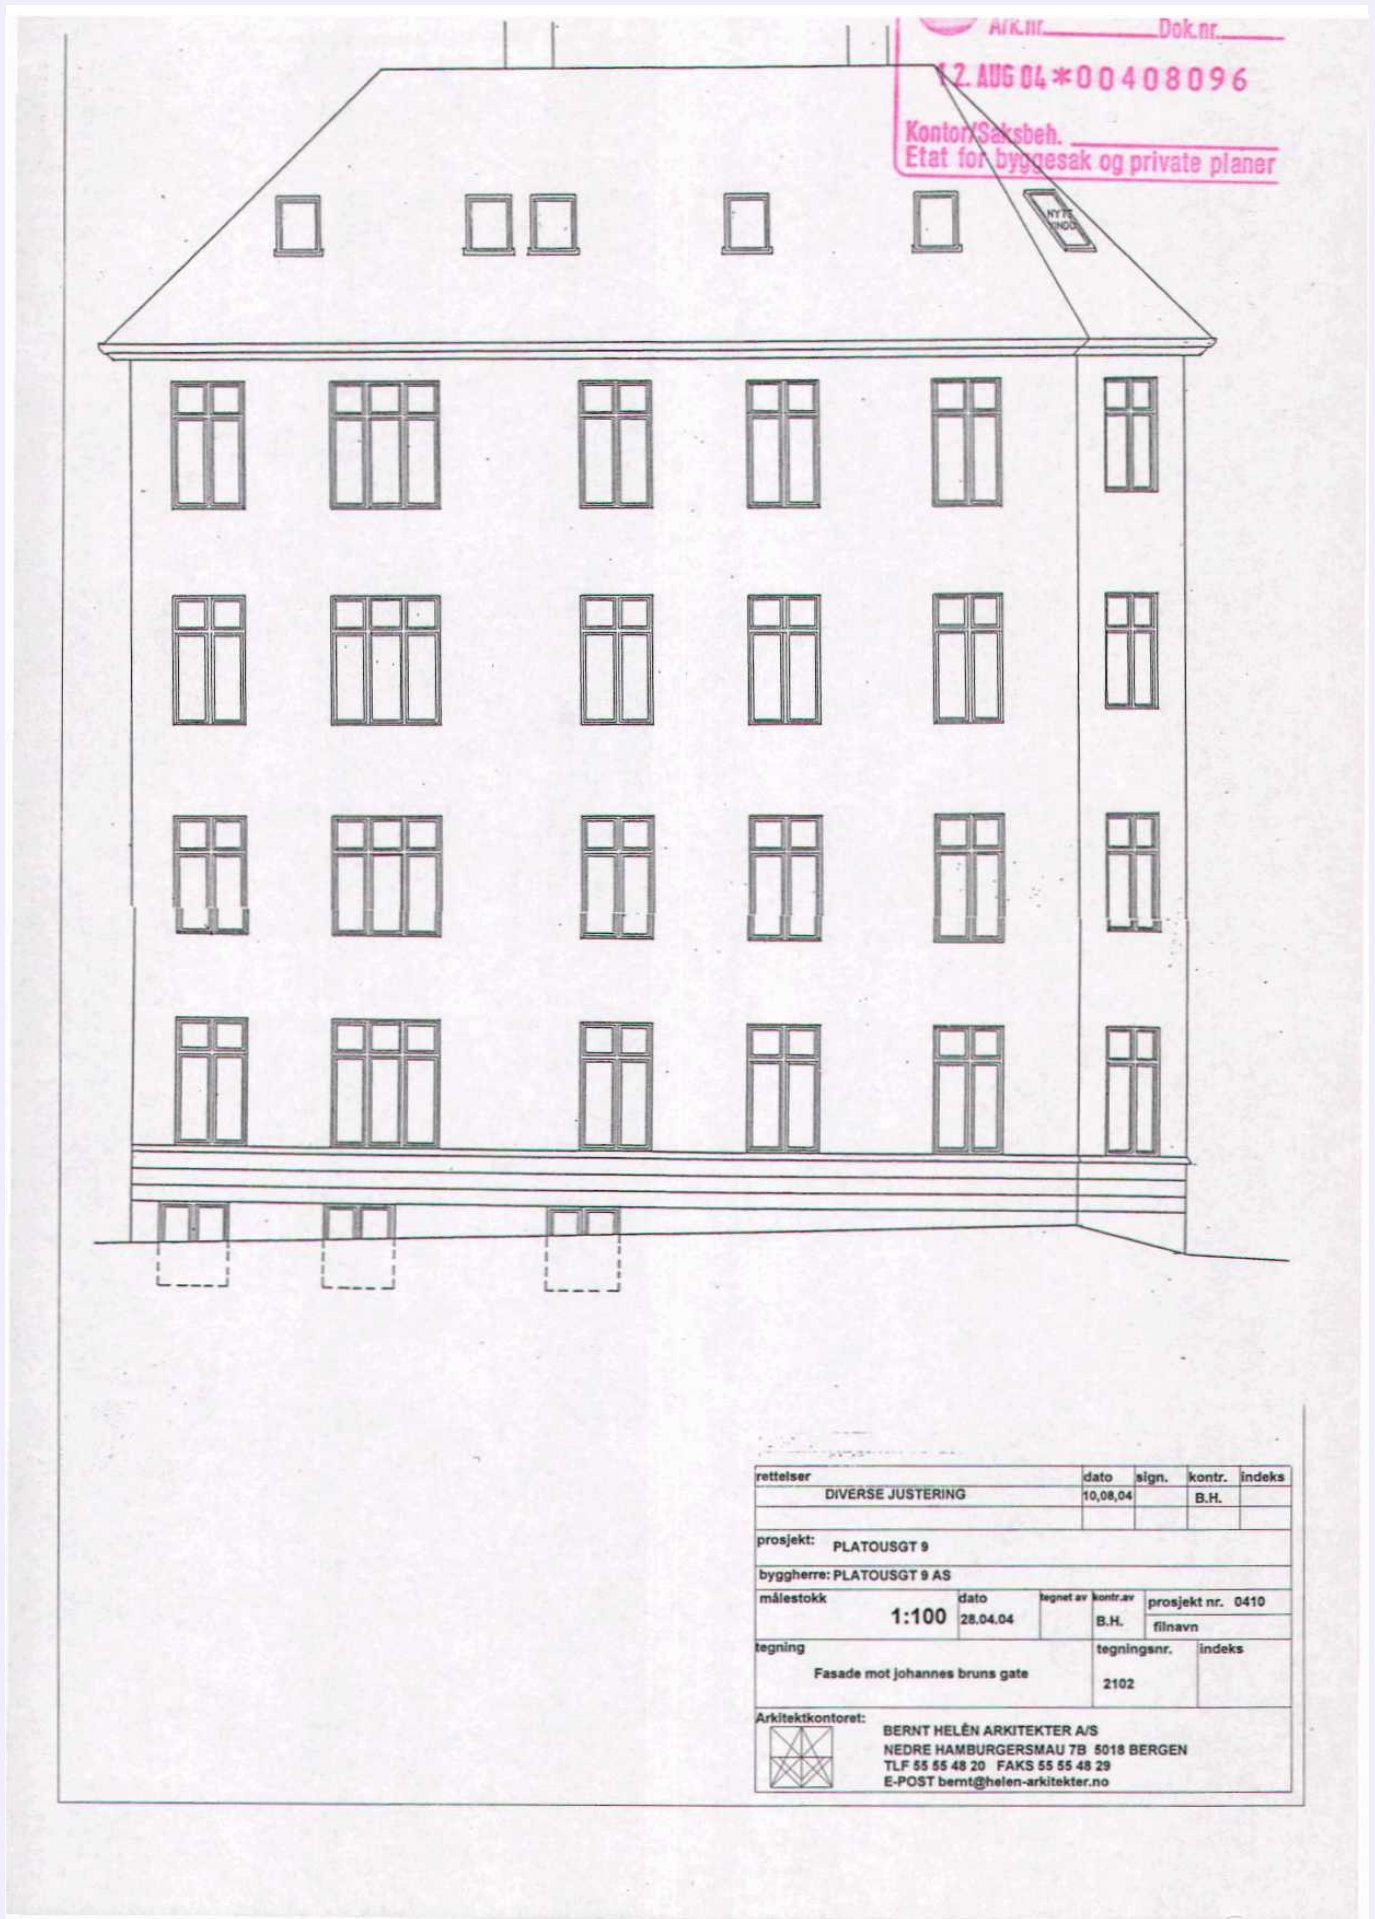 Ark.nr. Dok.nr.
12. AUG 04 *00408096
Kontor/Saksbeh.
Etat for byggesak og private planer
NYTT
rettelser dato sign. kontr. indeks
DIVERSE JUSTERING 10,08,04 B.H.
prosjekt: PLATOUSGT 9
byggherre: PLATOUSGT 9 AS
målestokk dato tegnet av kontr.av prosjekt nr. 0410
1:100 28.04.04 B.H. filnavn
tegning tegningsnr. indeks
Fasade mot johannes bruns gate 2102
Arkitektkontoret:
BERNT HELÈN ARKITEKTER A/S
NEDRE HAMBURGERSMAU 7B 5018 BERGEN
TLF 55 55 48 20 FAKS 55 55 48 29
E-POST bernt@helen-arkitekter.no